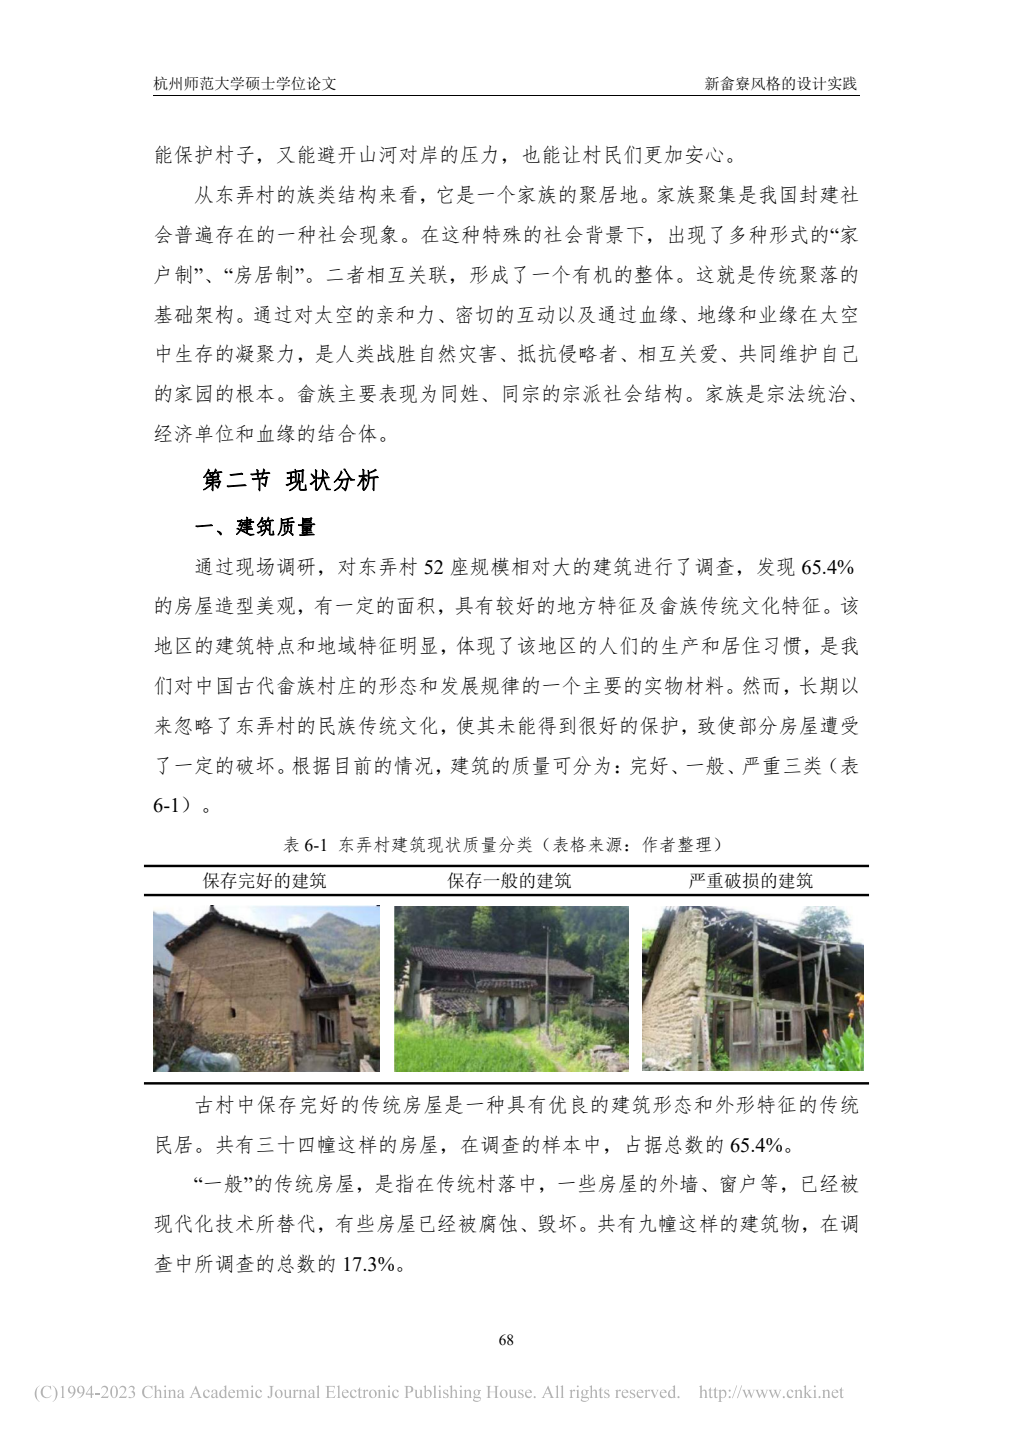 杭州师范大学硕士学位论文 新畲寮风格的设计实践
能保护村子，又能避开山河对岸的压力，也能让村民们更加安心。
从东弄村的族类结构来看，它是一个家族的聚居地。家族聚集是我国封建社
会普遍存在的一种社会现象。在这种特殊的社会背景下，出现了多种形式的“家
户制”、“房居制”。二者相互关联，形成了一个有机的整体。这就是传统聚落的
基础架构。通过对太空的亲和力、密切的互动以及通过血缘、地缘和业缘在太空
中生存的凝聚力，是人类战胜自然灾害、抵抗侵略者、相互关爱、共同维护自己
的家园的根本。畲族主要表现为同姓、同宗的宗派社会结构。家族是宗法统治、
经济单位和血缘的结合体。
第二节 现状分析
一、建筑质量
通过现场调研，对东弄村 52 座规模相对大的建筑进行了调查，发现 65.4%
的房屋造型美观，有一定的面积，具有较好的地方特征及畲族传统文化特征。该
地区的建筑特点和地域特征明显，体现了该地区的人们的生产和居住习惯，是我
们对中国古代畲族村庄的形态和发展规律的一个主要的实物材料。然而，长期以
来忽略了东弄村的民族传统文化，使其未能得到很好的保护，致使部分房屋遭受
了一定的破坏。根据目前的情况，建筑的质量可分为：完好、一般、严重三类（表
6-1）。
表 6-1 东弄村建筑现状质量分类（表格来源：作者整理）
保存完好的建筑 保存一般的建筑 严重破损的建筑
古村中保存完好的传统房屋是一种具有优良的建筑形态和外形特征的传统
民居。共有三十四幢这样的房屋，在调查的样本中，占据总数的 65.4%。
“一般”的传统房屋，是指在传统村落中，一些房屋的外墙、窗户等，已经被
现代化技术所替代，有些房屋已经被腐蚀、毁坏。共有九幢这样的建筑物，在调
查中所调查的总数的 17.3%。
68
(C)1994-2023 China Academic Journal Electronic Publishing House. All rights reserved. http://www.cnki.net